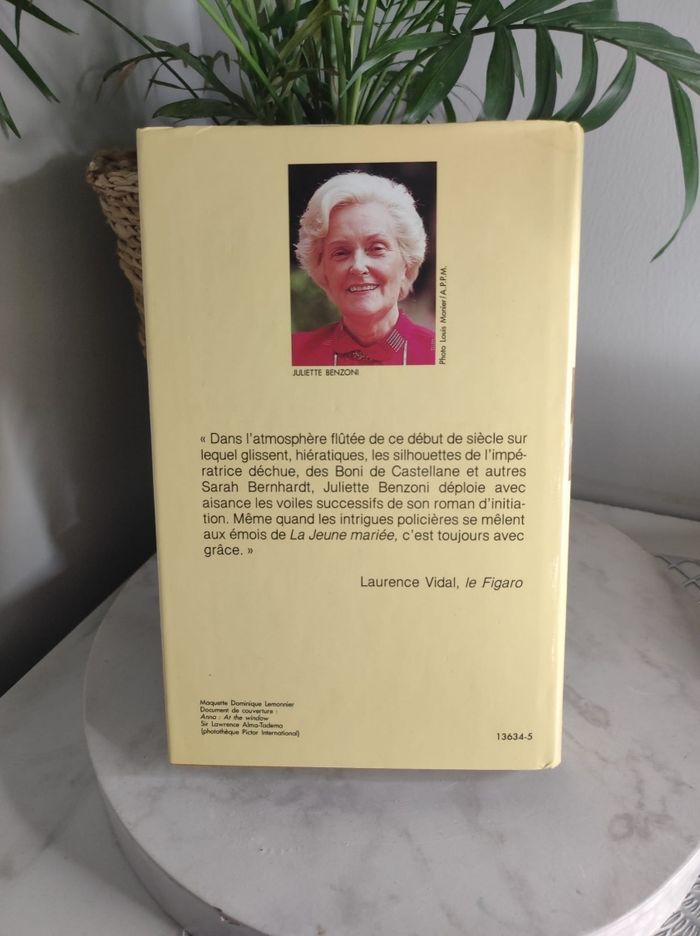 Photo Louis Monier/A.P.P.M.
JULIETTE BENZONI
« Dans l'atmosphère flûtée de ce début de siècle sur
lequel glissent, hiératiques, les silhouettes de l'impé-
ratrice déchue, des Boni de Castellane et autres
Sarah Bernhardt, Juliette Benzoni déploie avec
aisance les voiles successifs de son roman d'initia-
tion. Même quand les intrigues policières se mêlent
aux émois de La Jeune mariée, c'est toujours avec
grâce. »
Laurence Vidal, le Figaro
Maquette Dominique Lemonnier
Document de couverture :
Anna : At the window
Sir Lawrence Alma-Tadema
(photothèque Pictor International)
13634-5